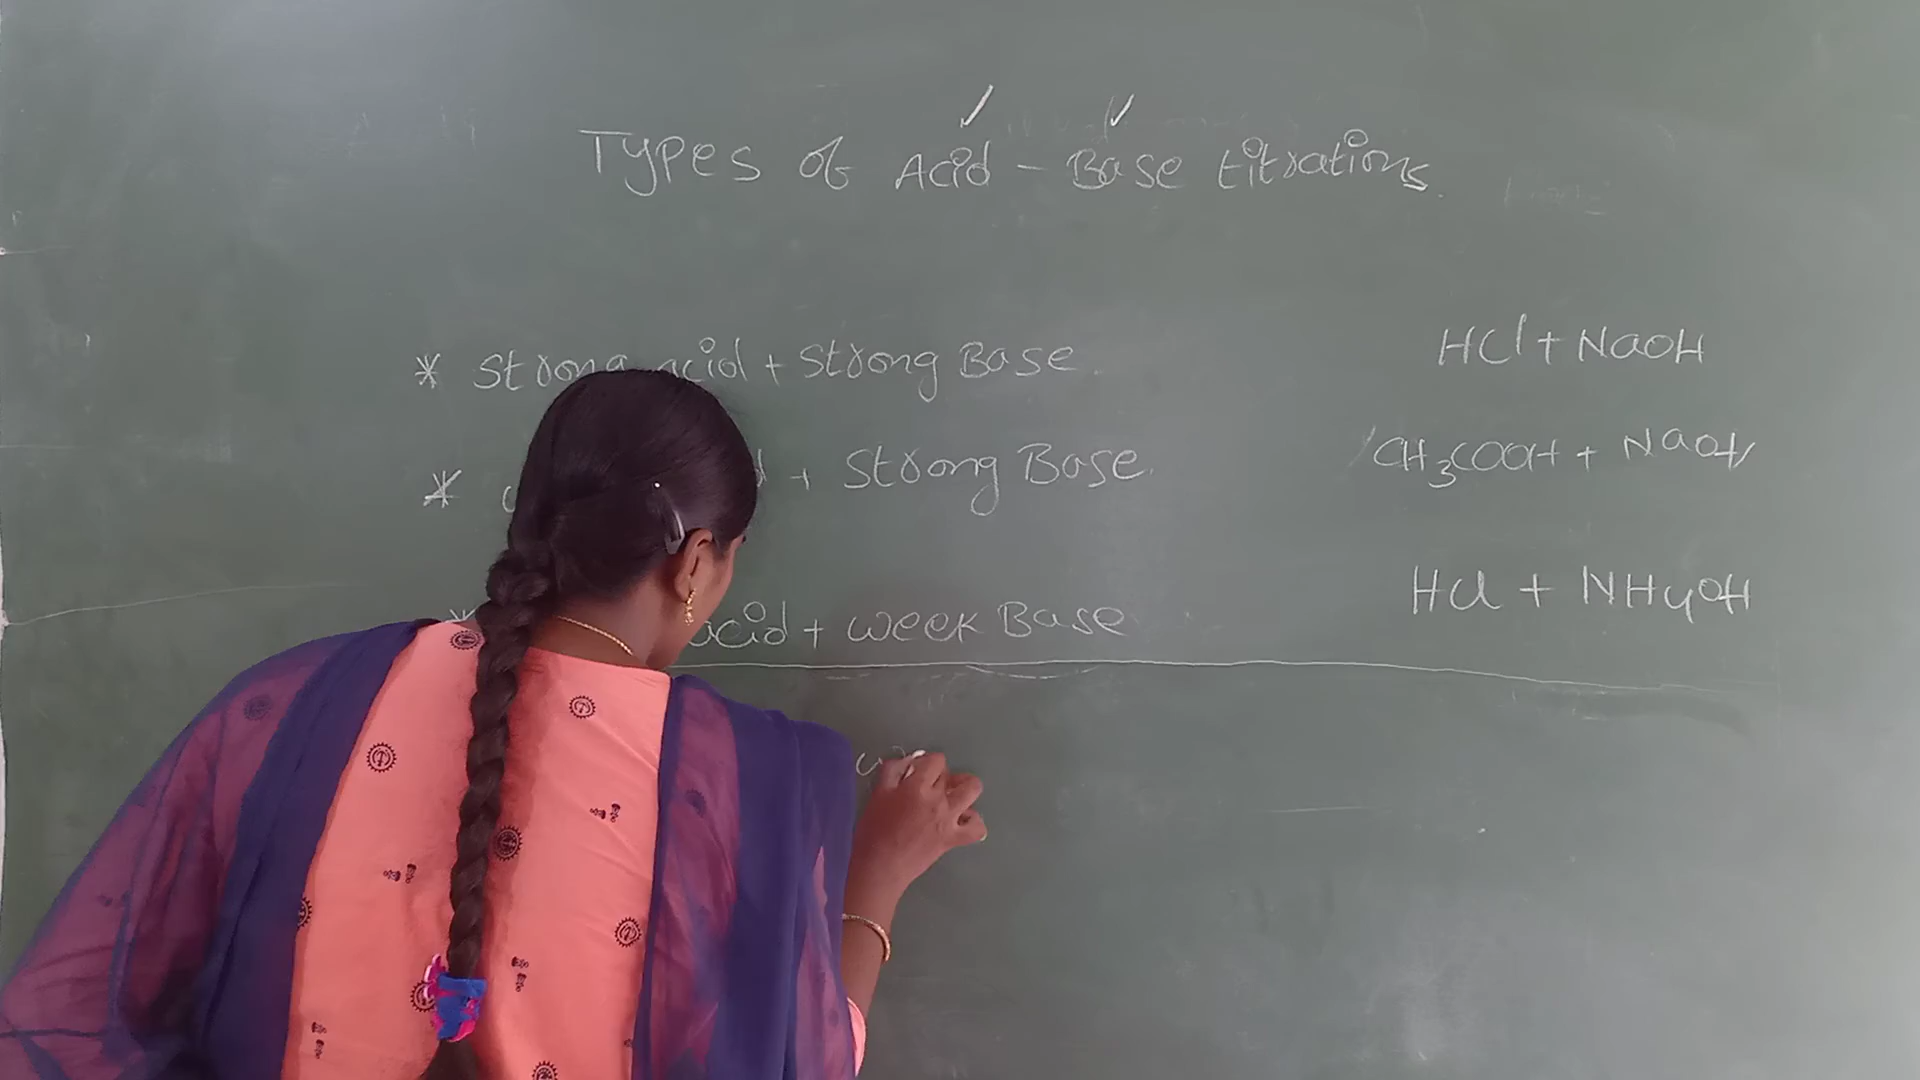 Types of Acid - Base titrations.
* Strong acid + Strong Base. HCl + NaOH
* + Strong Base. CH3COOH + NaOH
* acid + week Base HCl + NH4OH